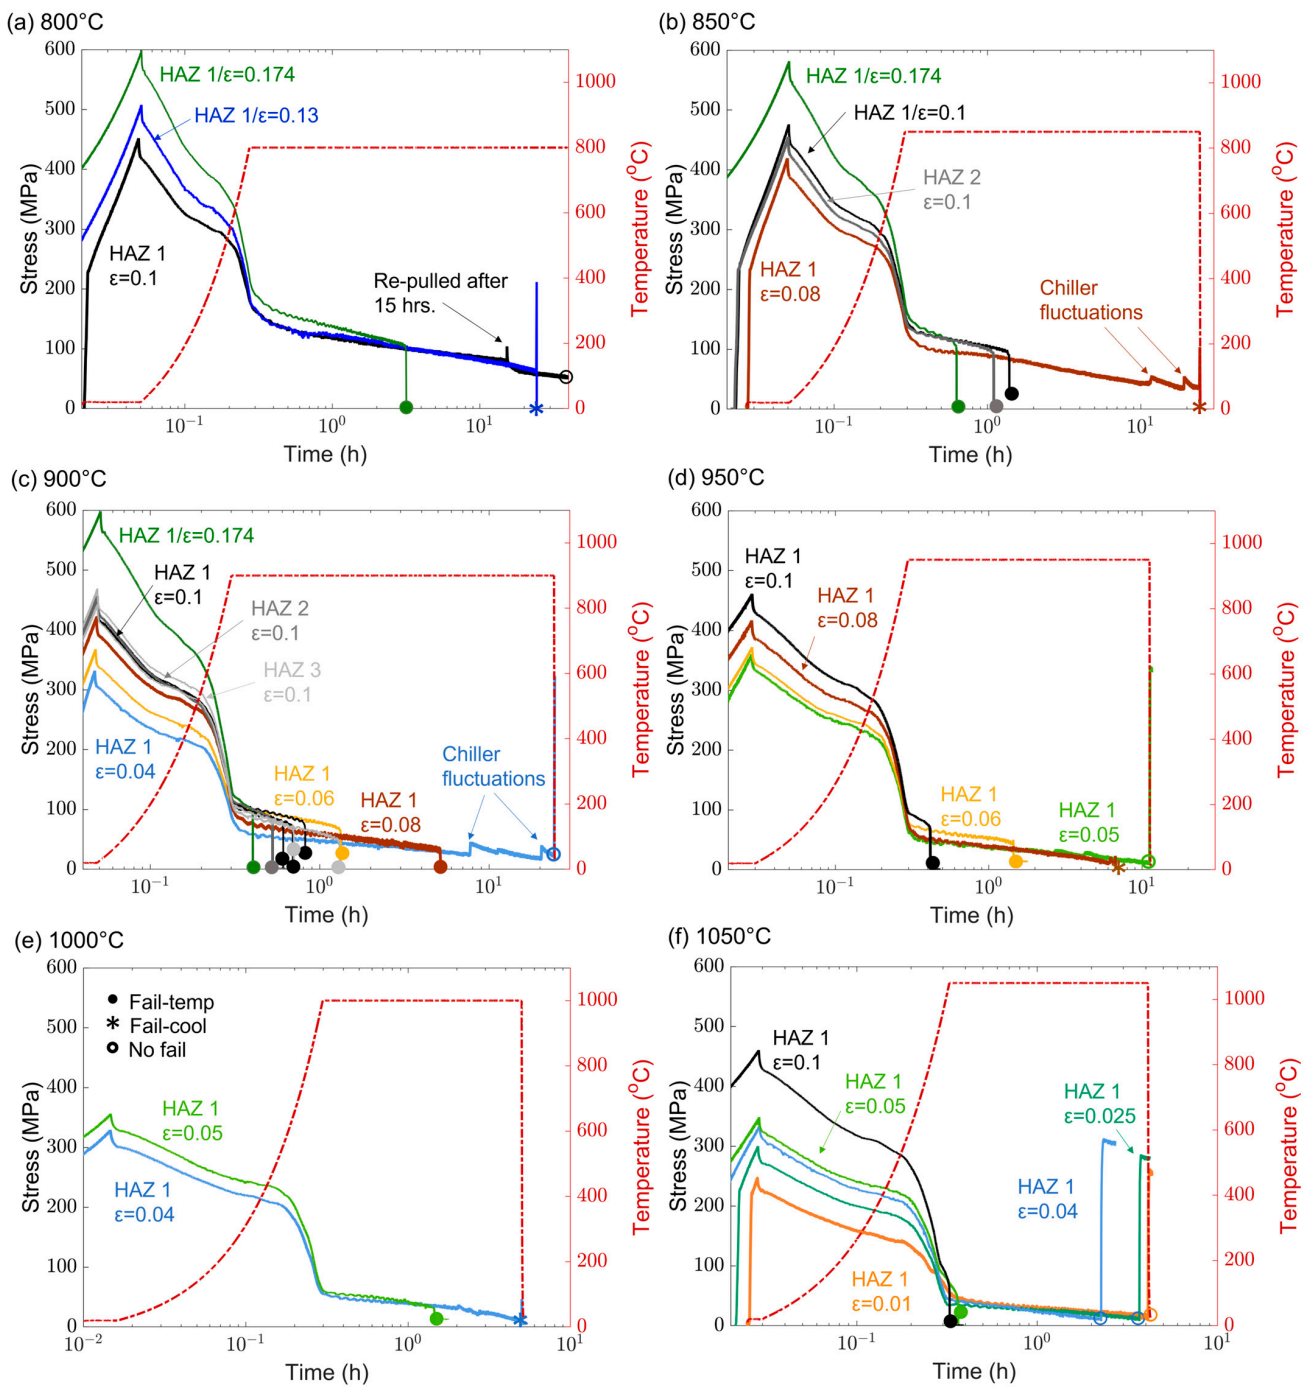 (a) 800°C
600
500
400
300
200
100
0
Stress (MPa)
HAZ 1/ε=0.174
HAZ 1/ε=0.13
HAZ 1
ε=0.1
Re-pulled after
15 hrs.
1000
800
600
400
200
0
Temperature (°C)
10⁻¹
10⁰
10¹
Time (h)
(b) 850°C
600
500
400
300
200
100
0
Stress (MPa)
HAZ 1/ε=0.174
HAZ 1/ε=0.1
HAZ 2
ε=0.1
HAZ 1
ε=0.08
Chiller
fluctuations
1000
800
600
400
200
0
Temperature (°C)
10⁻¹
10⁰
10¹
Time (h)
(c) 900°C
600
500
400
300
200
100
0
Stress (MPa)
HAZ 1/ε=0.174
HAZ 1
ε=0.1
HAZ 2
ε=0.1
HAZ 3
ε=0.1
HAZ 1
ε=0.04
HAZ 1
ε=0.06
HAZ 1
ε=0.08
Chiller
fluctuations
1000
800
600
400
200
0
Temperature (°C)
10⁻¹
10⁰
10¹
Time (h)
(d) 950°C
600
500
400
300
200
100
0
Stress (MPa)
HAZ 1
ε=0.1
HAZ 1
ε=0.08
HAZ 1
ε=0.06
HAZ 1
ε=0.05
1000
800
600
400
200
0
Temperature (°C)
10⁻¹
10⁰
10¹
Time (h)
(e) 1000°C
600
500
400
300
200
100
0
Stress (MPa)
Fail-temp
Fail-cool
No fail
HAZ 1
ε=0.05
HAZ 1
ε=0.04
1000
800
600
400
200
0
Temperature (°C)
10⁻²
10⁻¹
10⁰
10¹
Time (h)
(f) 1050°C
600
500
400
300
200
100
0
Stress (MPa)
HAZ 1
ε=0.1
HAZ 1
ε=0.05
HAZ 1
ε=0.025
HAZ 1
ε=0.04
HAZ 1
ε=0.01
1000
800
600
400
200
0
Temperature (°C)
10⁻¹
10⁰
10¹
Time (h)